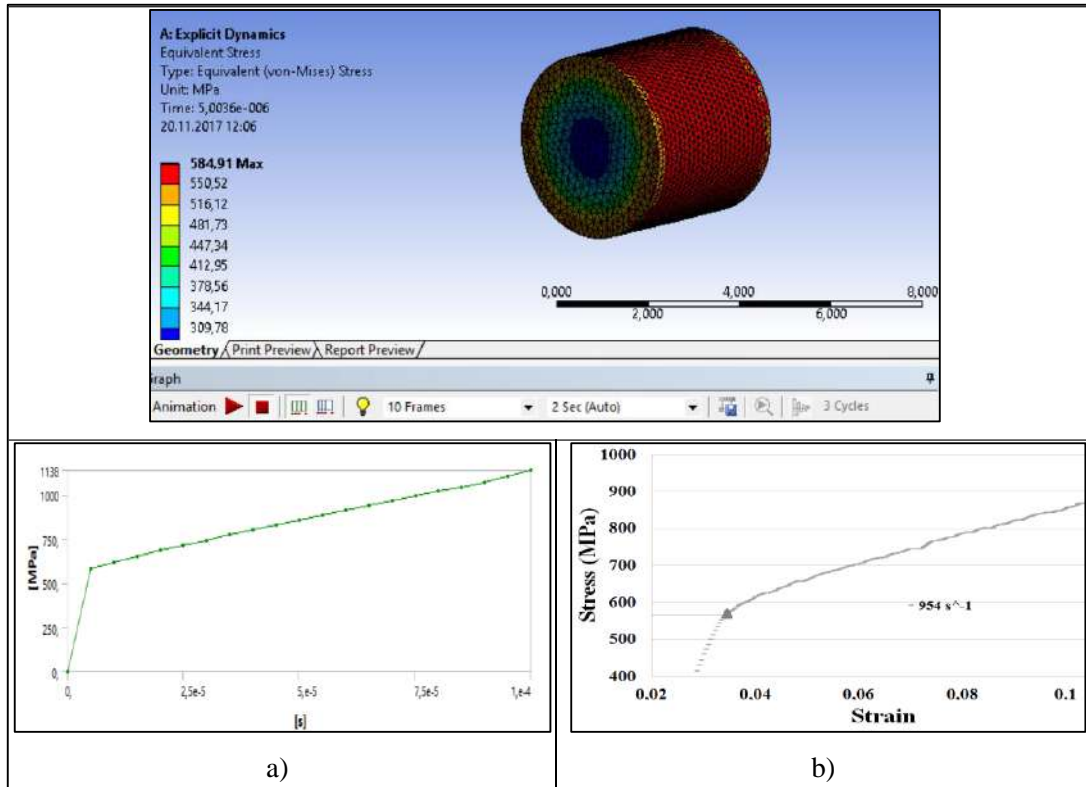 A: Explicit Dynamics
Equivalent Stress
Type: Equivalent (von-Mises) Stress
Unit: MPa
Time: 5,0036e-006
20.11.2017 12:06
584,91 Max
550,52
516,12
481,73
447,34
412,95
378,56
344,17
309,78
0,000 4,000 8,000
2,000 6,000
Geometry Print Preview Report Preview
Graph
Animation 10 Frames 2 Sec (Auto) 3 Cycles
1138
1000
750,
500,
250,
0,
[MPa]
0, 2,5e-5 5,e-5 7,5e-5 1,e-4
[s]
a)
1000
900
800
700
600
500
400
Stress (MPa)
954 s^-1
0.02 0.04 0.06 0.08 0.1
Strain
b)